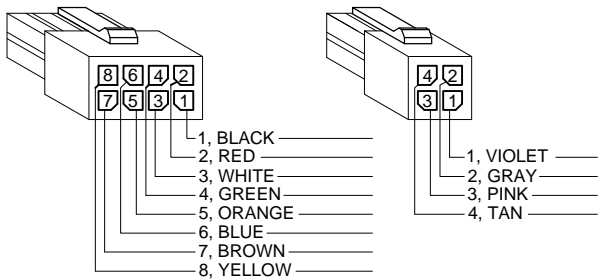 8 6 4 2
7 5 3 1
1, BLACK
2, RED
3, WHITE
4, GREEN
5, ORANGE
6, BLUE
7, BROWN
8, YELLOW
4 2
3 1
1, VIOLET
2, GRAY
3, PINK
4, TAN